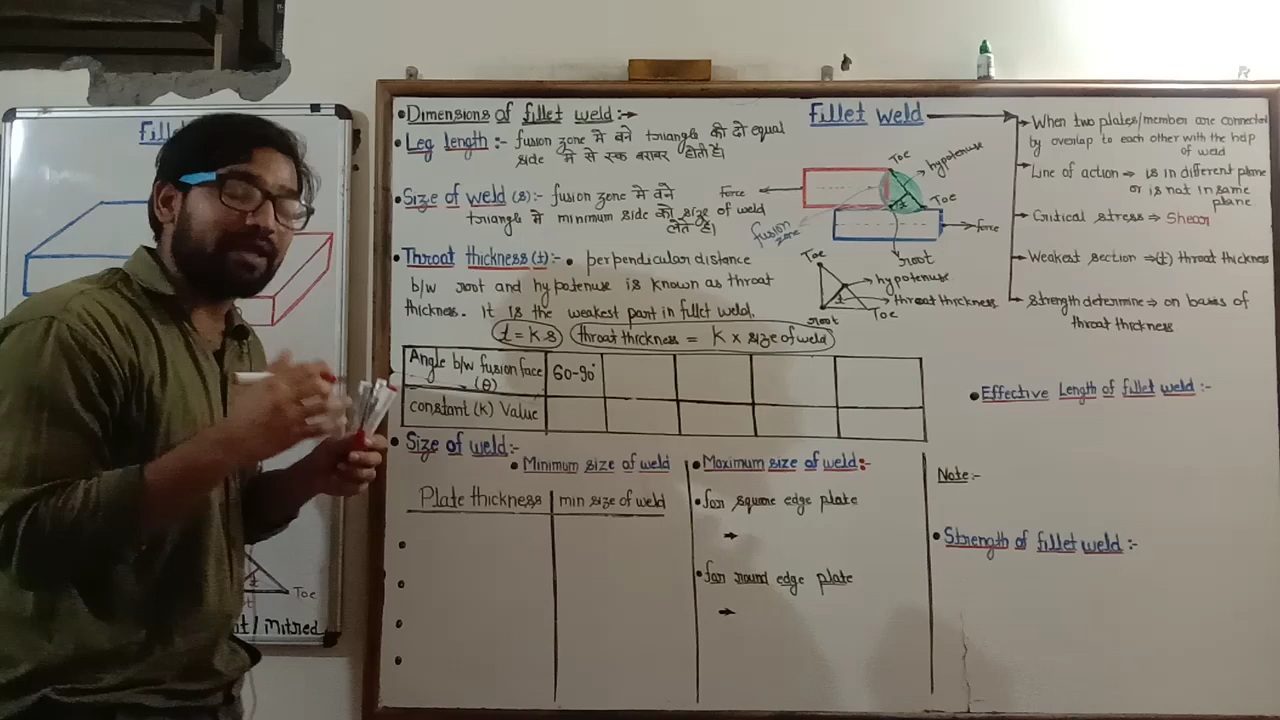 • Dimensions of fillet weld:→
• Leg length:- fusion zone मे बने triangle की दो equal
side मे से एक बराबर होती है।
• Size of weld (s):- fusion zone मे बने
triangle मे minimum side को size of weld
लेते है।
• Throat thickness (t):- • perpendicular distance
b/w root and hypotenuse is known as throat
thickness. It is the weakest part in fillet weld.
t = K.s throat thickness = K × size of weld
Angle b/w fusion face (θ) 60-90°
constant (K) Value
• Size of weld:-
• Minimum size of weld
Plate thickness min size of weld
• Maximum size of weld:-
• for square edge plate
• for round edge plate
Fillet weld
Toe
hypotenuse
Force
t
Toe
force
fusion zone
root
Toe
hypotenuse
t
throat thickness
root
Toe
When two plates/member are connected
by overlap to each other with the help
of weld
Line of action ⇒ is in different plane
or is not in same
plane
Critical stress ⇒ Shear
Weakest section ⇒ (t) throat thickness
Strength determine ⇒ on basis of
throat thickness
• Effective Length of fillet weld:-
Note:-
• Strength of fillet weld:-
Fill
t
Toe
t/mitred